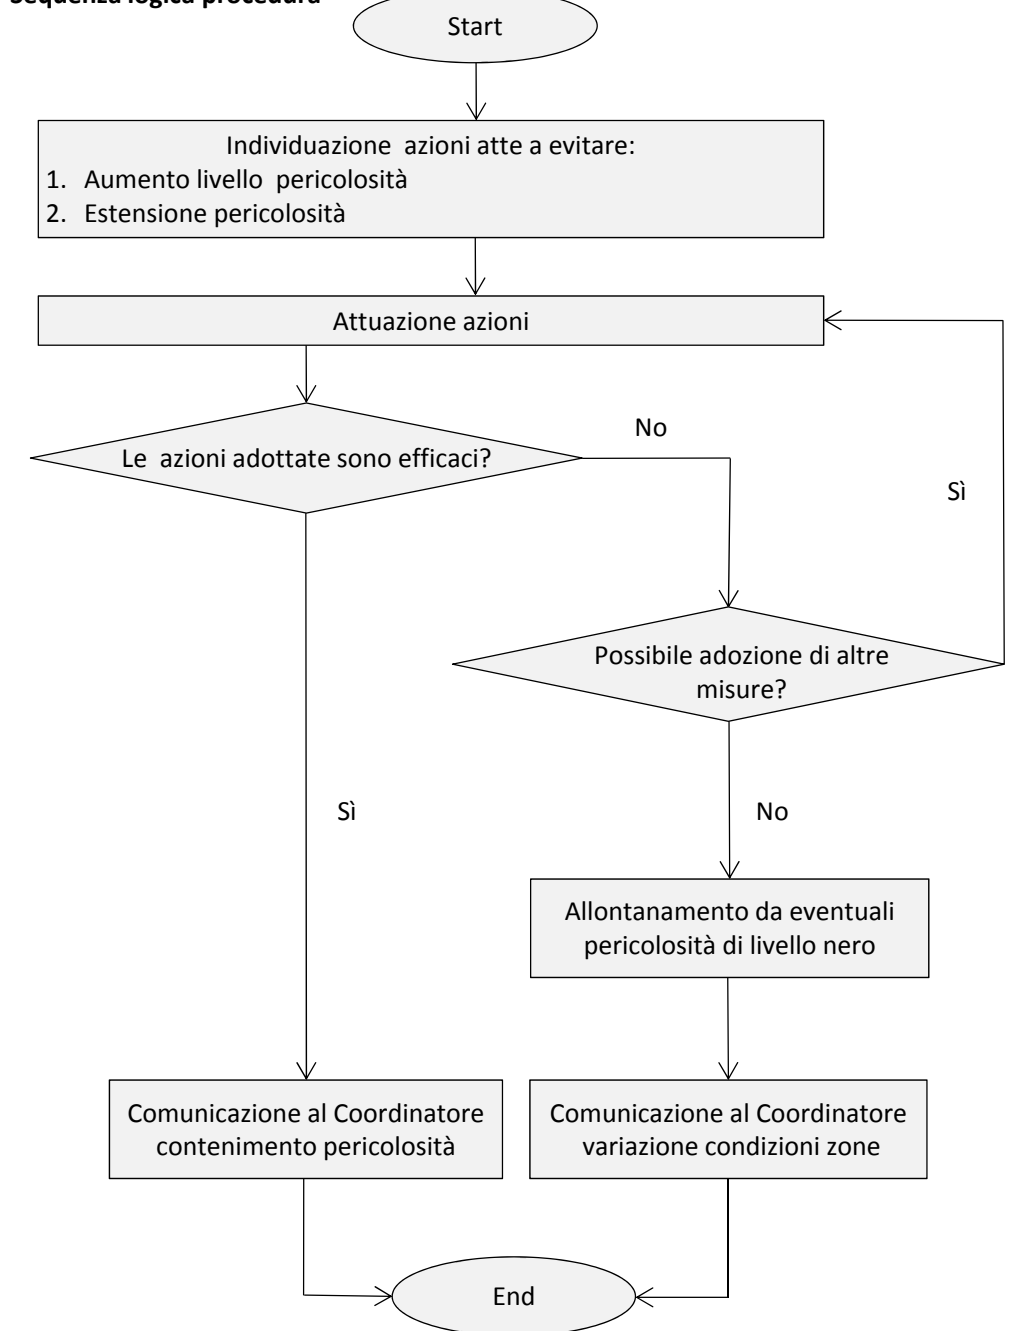 Sequenza logica procedura
Start
Individuazione azioni atte a evitare:
1. Aumento livello pericolosità
2. Estensione pericolosità
Attuazione azioni
Le azioni adottate sono efficaci?
No
Sì
Possibile adozione di altre
misure?
Sì
No
Allontanamento da eventuali
pericolosità di livello nero
Comunicazione al Coordinatore
contenimento pericolosità
Comunicazione al Coordinatore
variazione condizioni zone
End